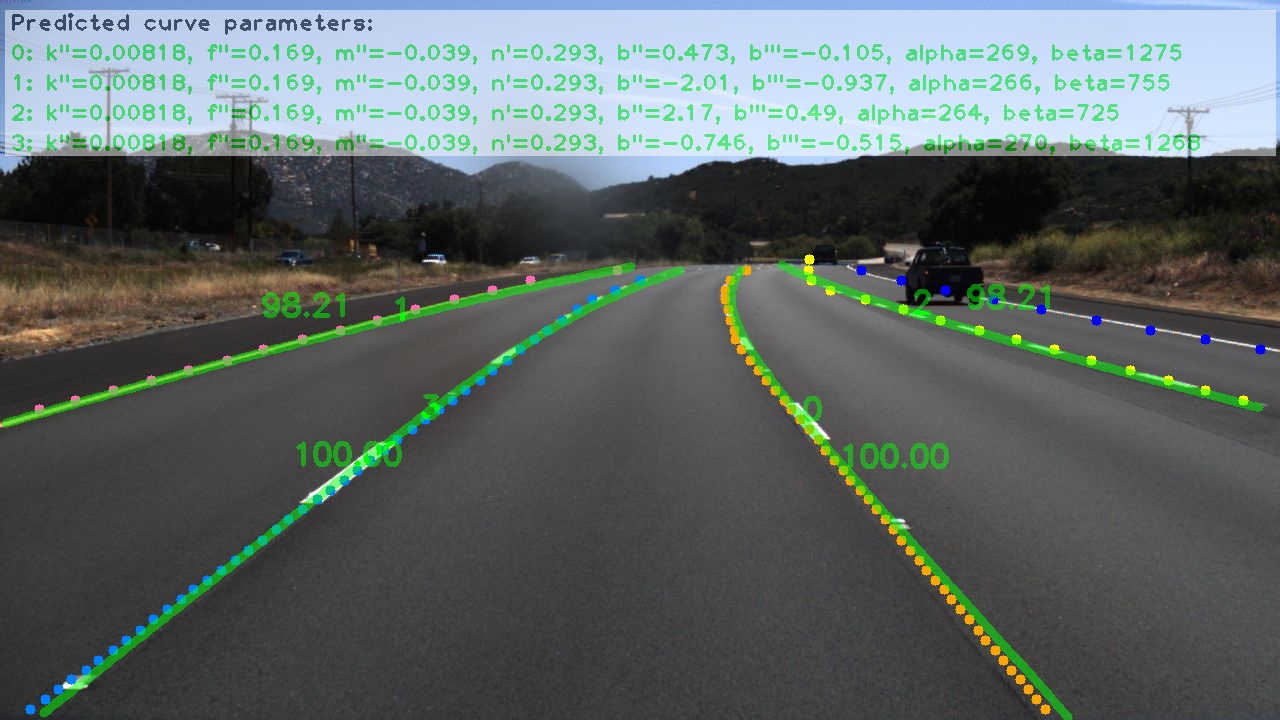 Predicted curve parameters:
0: k''=0.00818, f''=0.169, m''=−0.039, n'=0.293, b''=0.473, b'''=−0.105, alpha=269, beta=1275
1: k''=0.00818, f''=0.169, m''=−0.039, n'=0.293, b''=−2.01, b'''=−0.937, alpha=266, beta=755
2: k''=0.00818, f''=0.169, m''=−0.039, n'=0.293, b''=2.17, b'''=0.49, alpha=264, beta=725
3: k''=0.00818, f''=0.169, m''=−0.039, n'=0.293, b''=−0.746, b'''=−0.515, alpha=270, beta=1268
98.21 1 2 98.21
3 0
100.00 100.00